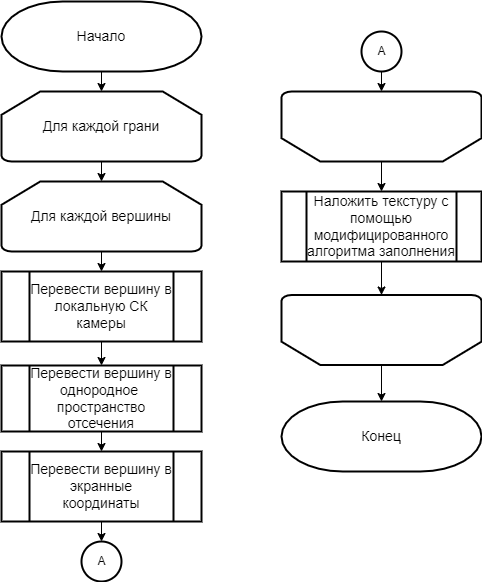 Начало
Для каждой грани
Для каждой вершины
Перевести вершину в
локальную СК
камеры
Перевести вершину в
однородное
пространство
отсечения
Перевести вершину в
экранные
координаты
А
А
Наложить текстуру с
помощью
модифицированного
алгоритма заполнения
Конец